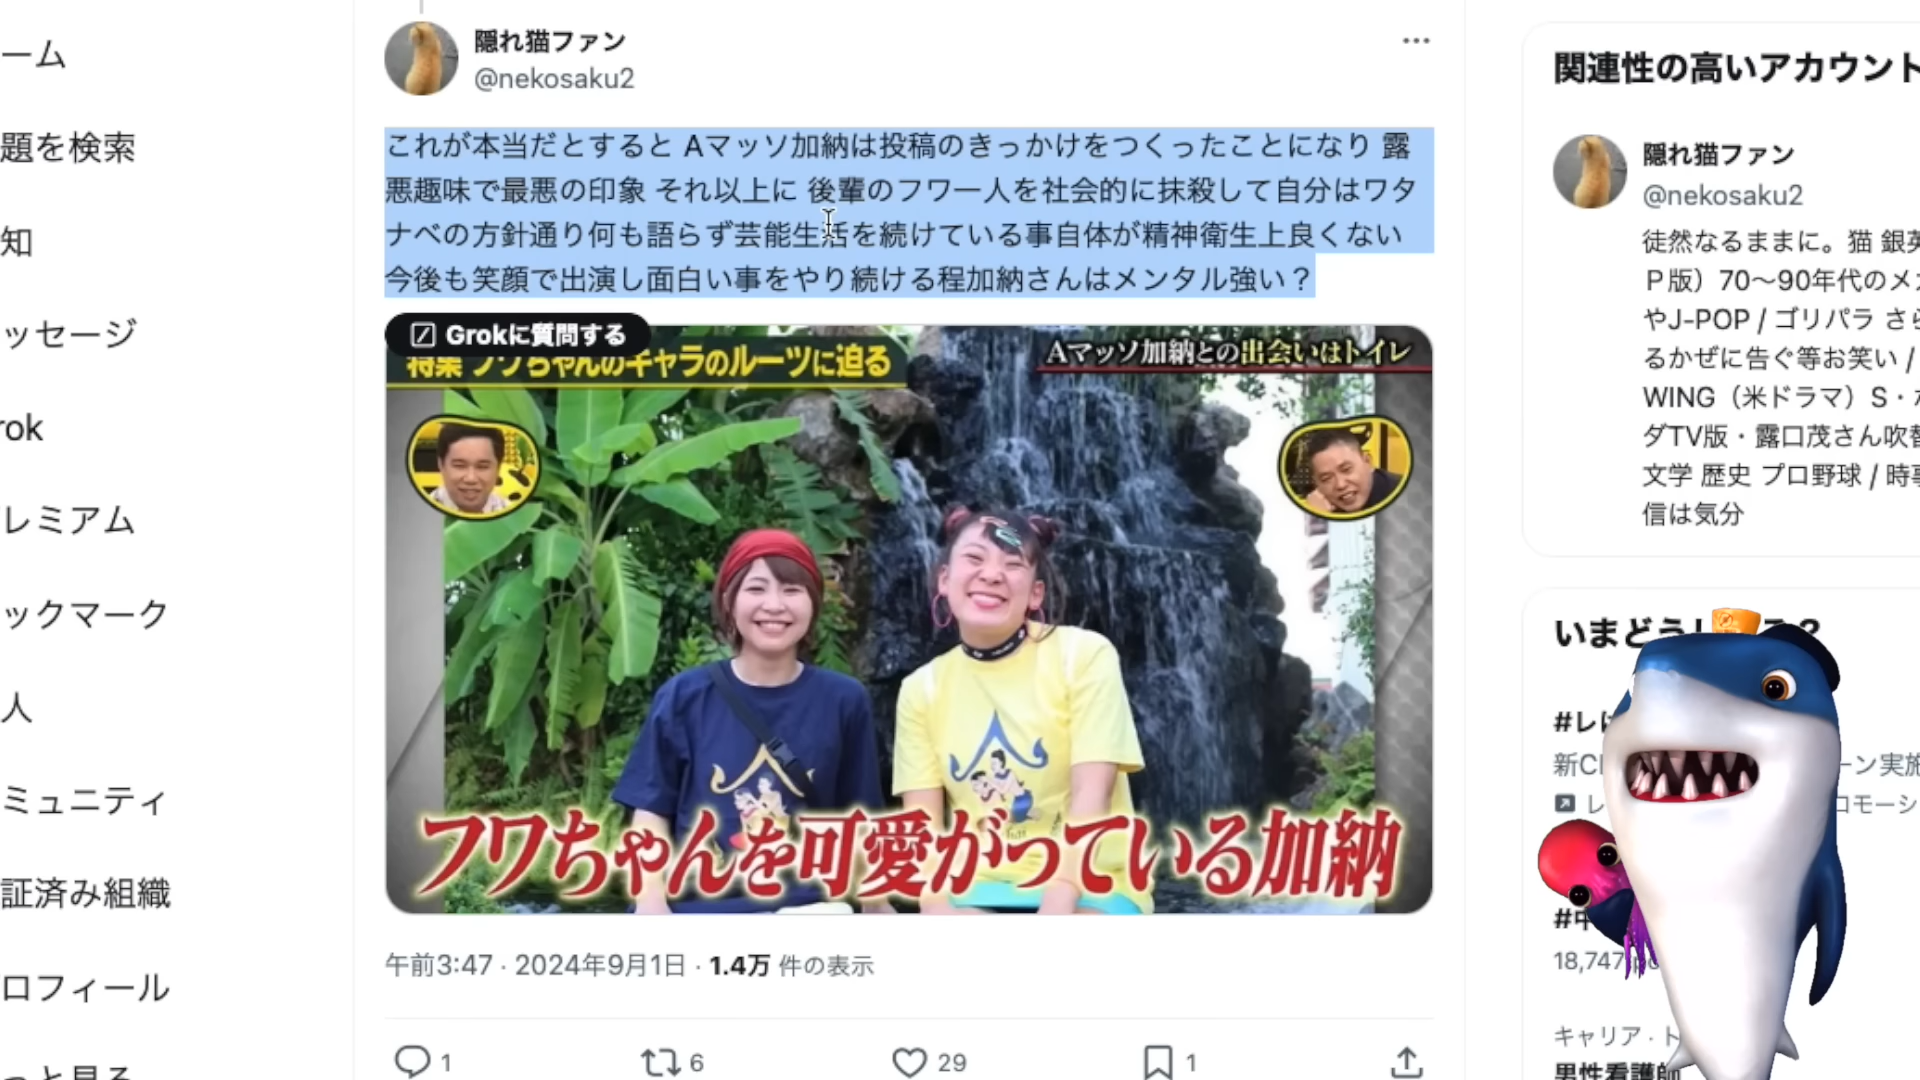 ーム
題を検索
知
ッセージ
rok
レミアム
ックマーク
人
ミュニティ
証済み組織
ロフィール
っと見る
隠れ猫ファン
@nekosaku2
これが本当だとすると Aマッソ加納は投稿のきっかけをつくったことになり 露
悪趣味で最悪の印象 それ以上に 後輩のフワ一人を社会的に抹殺して自分はワタ
ナベの方針通り何も語らず芸能生活を続けている事自体が精神衛生上良くない
今後も笑顔で出演し面白い事をやり続ける程加納さんはメンタル強い？
Grokに質問する
特集 フワちゃんのキャラのルーツに迫る
Aマッソ加納との出会いはトイレ
フワちゃんを可愛がっている加納
午前3:47 · 2024年9月1日 · 1.4万 件の表示
1
6
29
1
関連性の高いアカウント
隠れ猫ファン
@nekosaku2
徒然なるままに。猫 銀英
P版）70〜90年代のメ
やJ-POP / ゴリパラ さら
るかぜに告ぐ等お笑い /
WING（米ドラマ）S・
ダTV版・露口茂さん吹替
文学 歴史 プロ野球 / 時事
信は気分
いまどうし
？
#レ
新C
ーン実施
レ
ロモーシ
#中
18,747
po
キャリア · ト
男性看護師